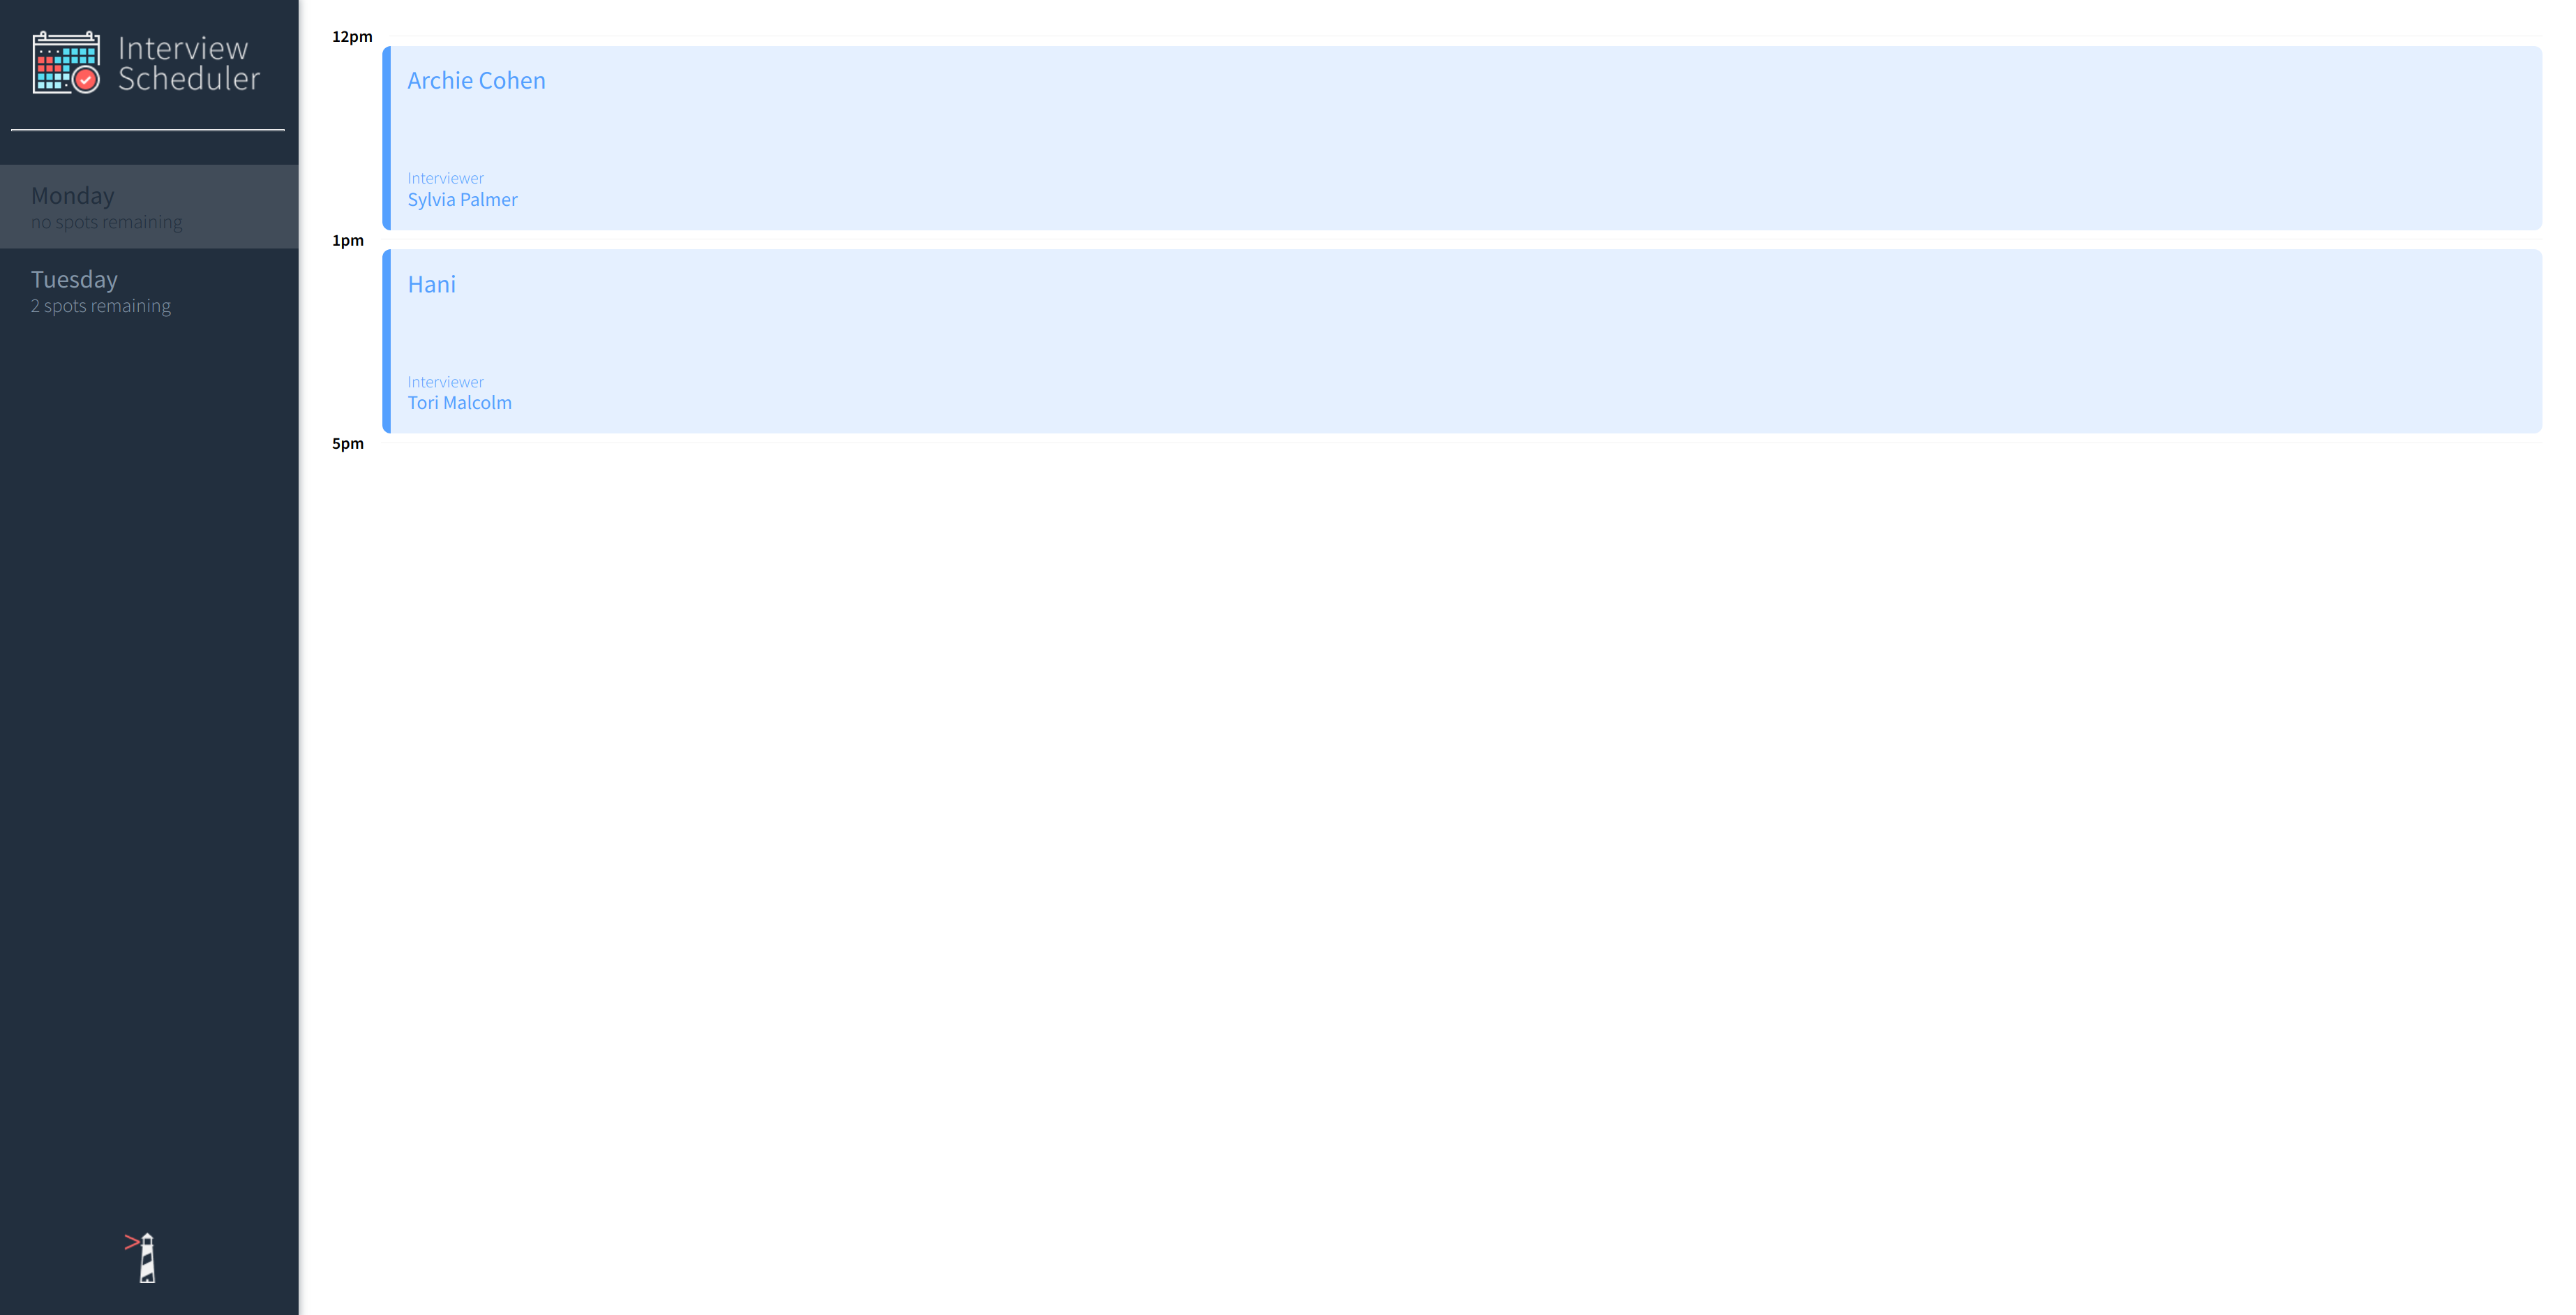 Interview
Scheduler
Monday
no spots remaining
Tuesday
2 spots remaining
12pm
Archie Cohen
Interviewer
Sylvia Palmer
1pm
Hani
Interviewer
Tori Malcolm
5pm